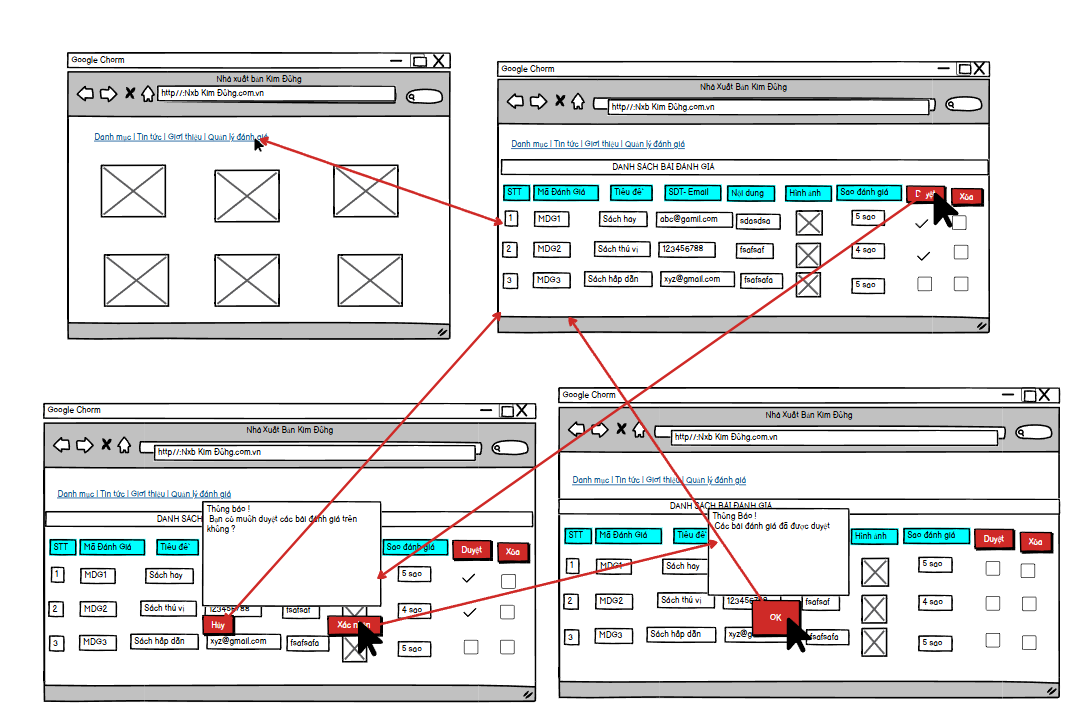 Google Chorm
Nhà xuất bản Kim Đồng
http//:Nxb Kim Đồng.com.vn
Danh mục | Tin tức | Giới thiệu | Quản lý đánh giá
Google Chorm
Nhà Xuất Bản Kim Đồng
http//:Nxb Kim Đồng.com.vn
Danh mục | Tin tức | Giới thiệu | Quản lý đánh giá
DANH SÁCH BÀI ĐÁNH GIÁ
STT Mã Đánh Giá Tiêu đề SDT- Email Nội dung Hình ảnh Sao đánh giá Duyệt Xóa
1 MDG1 Sách hay abc@gamil.com sdasdsa 5 sao
2 MDG2 Sách thú vị 123456788 fsafsaf 4 sao
3 MDG3 Sách hấp dẫn xyz@gmail.com fsafsafa 5 sao
Google Chorm
Nhà Xuất Bản Kim Đồng
http//:Nxb Kim Đồng.com.vn
Danh mục | Tin tức | Giới thiệu | Quản lý đánh giá
DANH SÁCH
Thông báo !
Bạn có muốn duyệt các bài đánh giá trên
không ?
STT Mã Đánh Giá Tiêu đề Sao đánh giá Duyệt Xóa
1 MDG1 Sách hay 5 sao
2 MDG2 Sách thú vị 123456788 fsafsaf 4 sao
Hủy Xác nhận
3 MDG3 Sách hấp dẫn xyz@gmail.com fsafsafa 5 sao
Google Chorm
Nhà Xuất Bản Kim Đồng
http//:Nxb Kim Đồng.com.vn
Danh mục | Tin tức | Giới thiệu | Quản lý đánh giá
DANH SÁCH BÀI ĐÁNH GIÁ
Thông Báo !
Các bài đánh giá đã được duyệt
STT Mã Đánh Giá Tiêu đề Hình ảnh Sao đánh giá Duyệt Xóa
1 MDG1 Sách hay 5 sao
2 MDG2 Sách thú vị 123456788 fsafsaf 4 sao
OK
3 MDG3 Sách hấp dẫn fsafsafa 5 sao